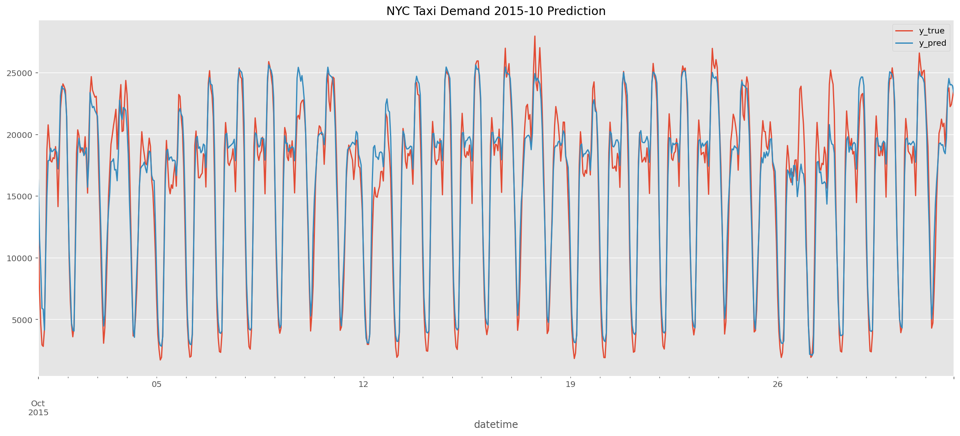 NYC Taxi Demand 2015-10 Prediction
y_true
y_pred
25000
20000
15000
10000
5000
05
12
19
26
Oct
2015
datetime